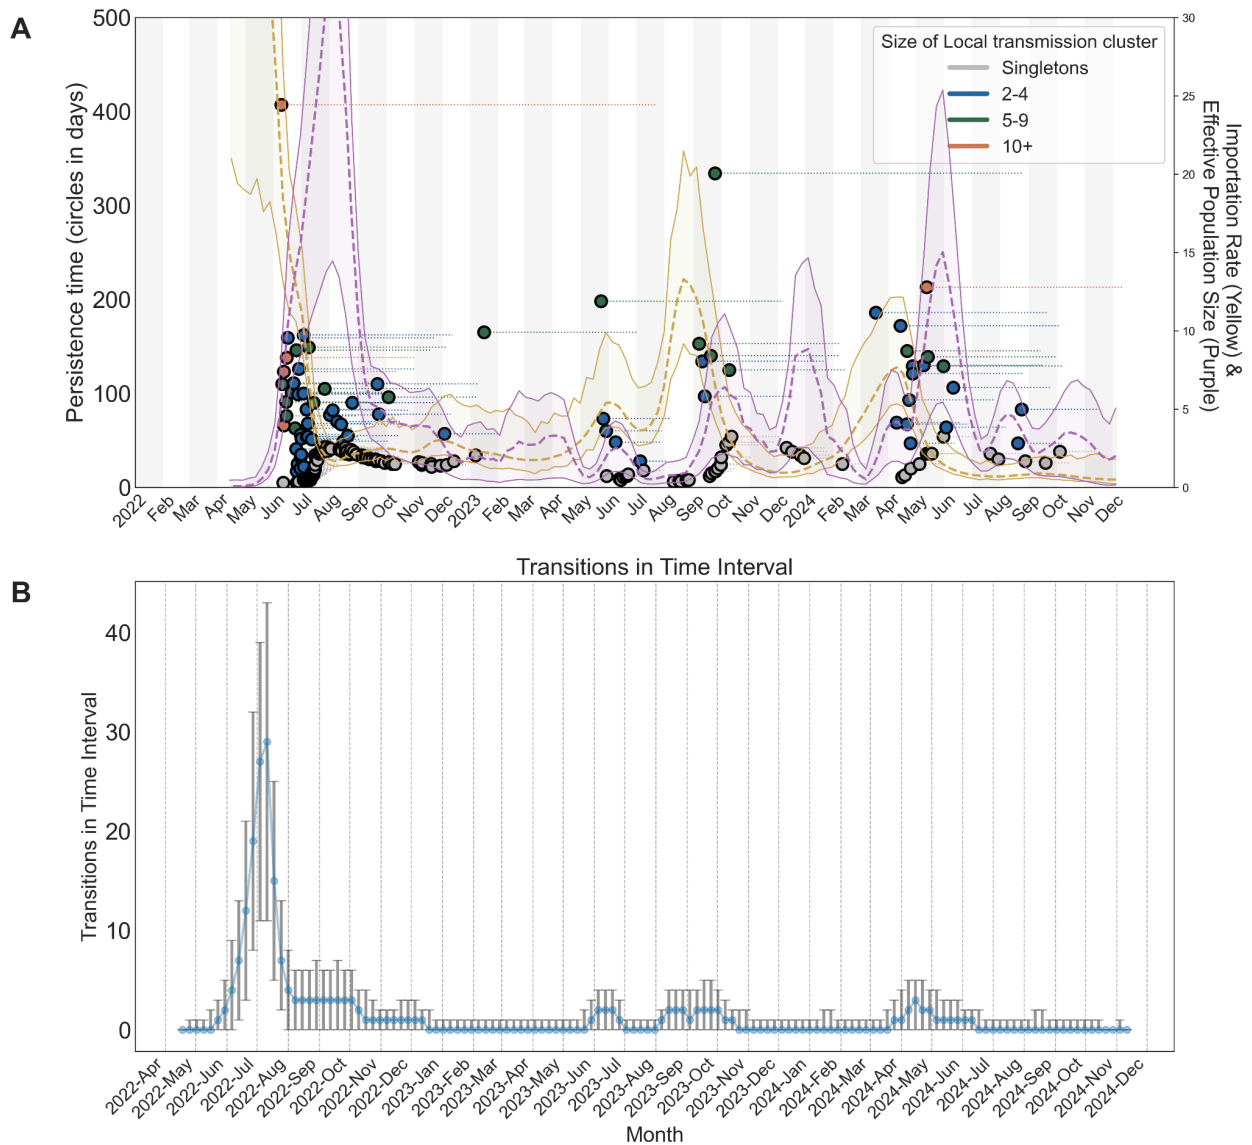 A
Persistence time (circles in days)
500
400
300
200
100
0
Size of Local transmission cluster
Singletons
2-4
5-9
10+
30
25
20
15
10
5
0
Importation Rate (Yellow) &
Effective Population Size (Purple)
2022
Feb
Mar
Apr
May
Jun
Jul
Aug
Sep
Oct
Nov
Dec
2023
Feb
Mar
Apr
May
Jun
Jul
Aug
Sep
Oct
Nov
Dec
2024
Feb
Mar
Apr
May
Jun
Jul
Aug
Sep
Oct
Nov
Dec
B
Transitions in Time Interval
Transitions in Time Interval
40
30
20
10
0
2022-Apr
2022-May
2022-Jun
2022-Jul
2022-Aug
2022-Sep
2022-Oct
2022-Nov
2022-Dec
2023-Jan
2023-Feb
2023-Mar
2023-Apr
2023-May
2023-Jun
2023-Jul
2023-Aug
2023-Sep
2023-Oct
2023-Nov
2023-Dec
2024-Jan
2024-Feb
2024-Mar
2024-Apr
2024-May
2024-Jun
2024-Jul
2024-Aug
2024-Sep
2024-Oct
2024-Nov
2024-Dec
Month